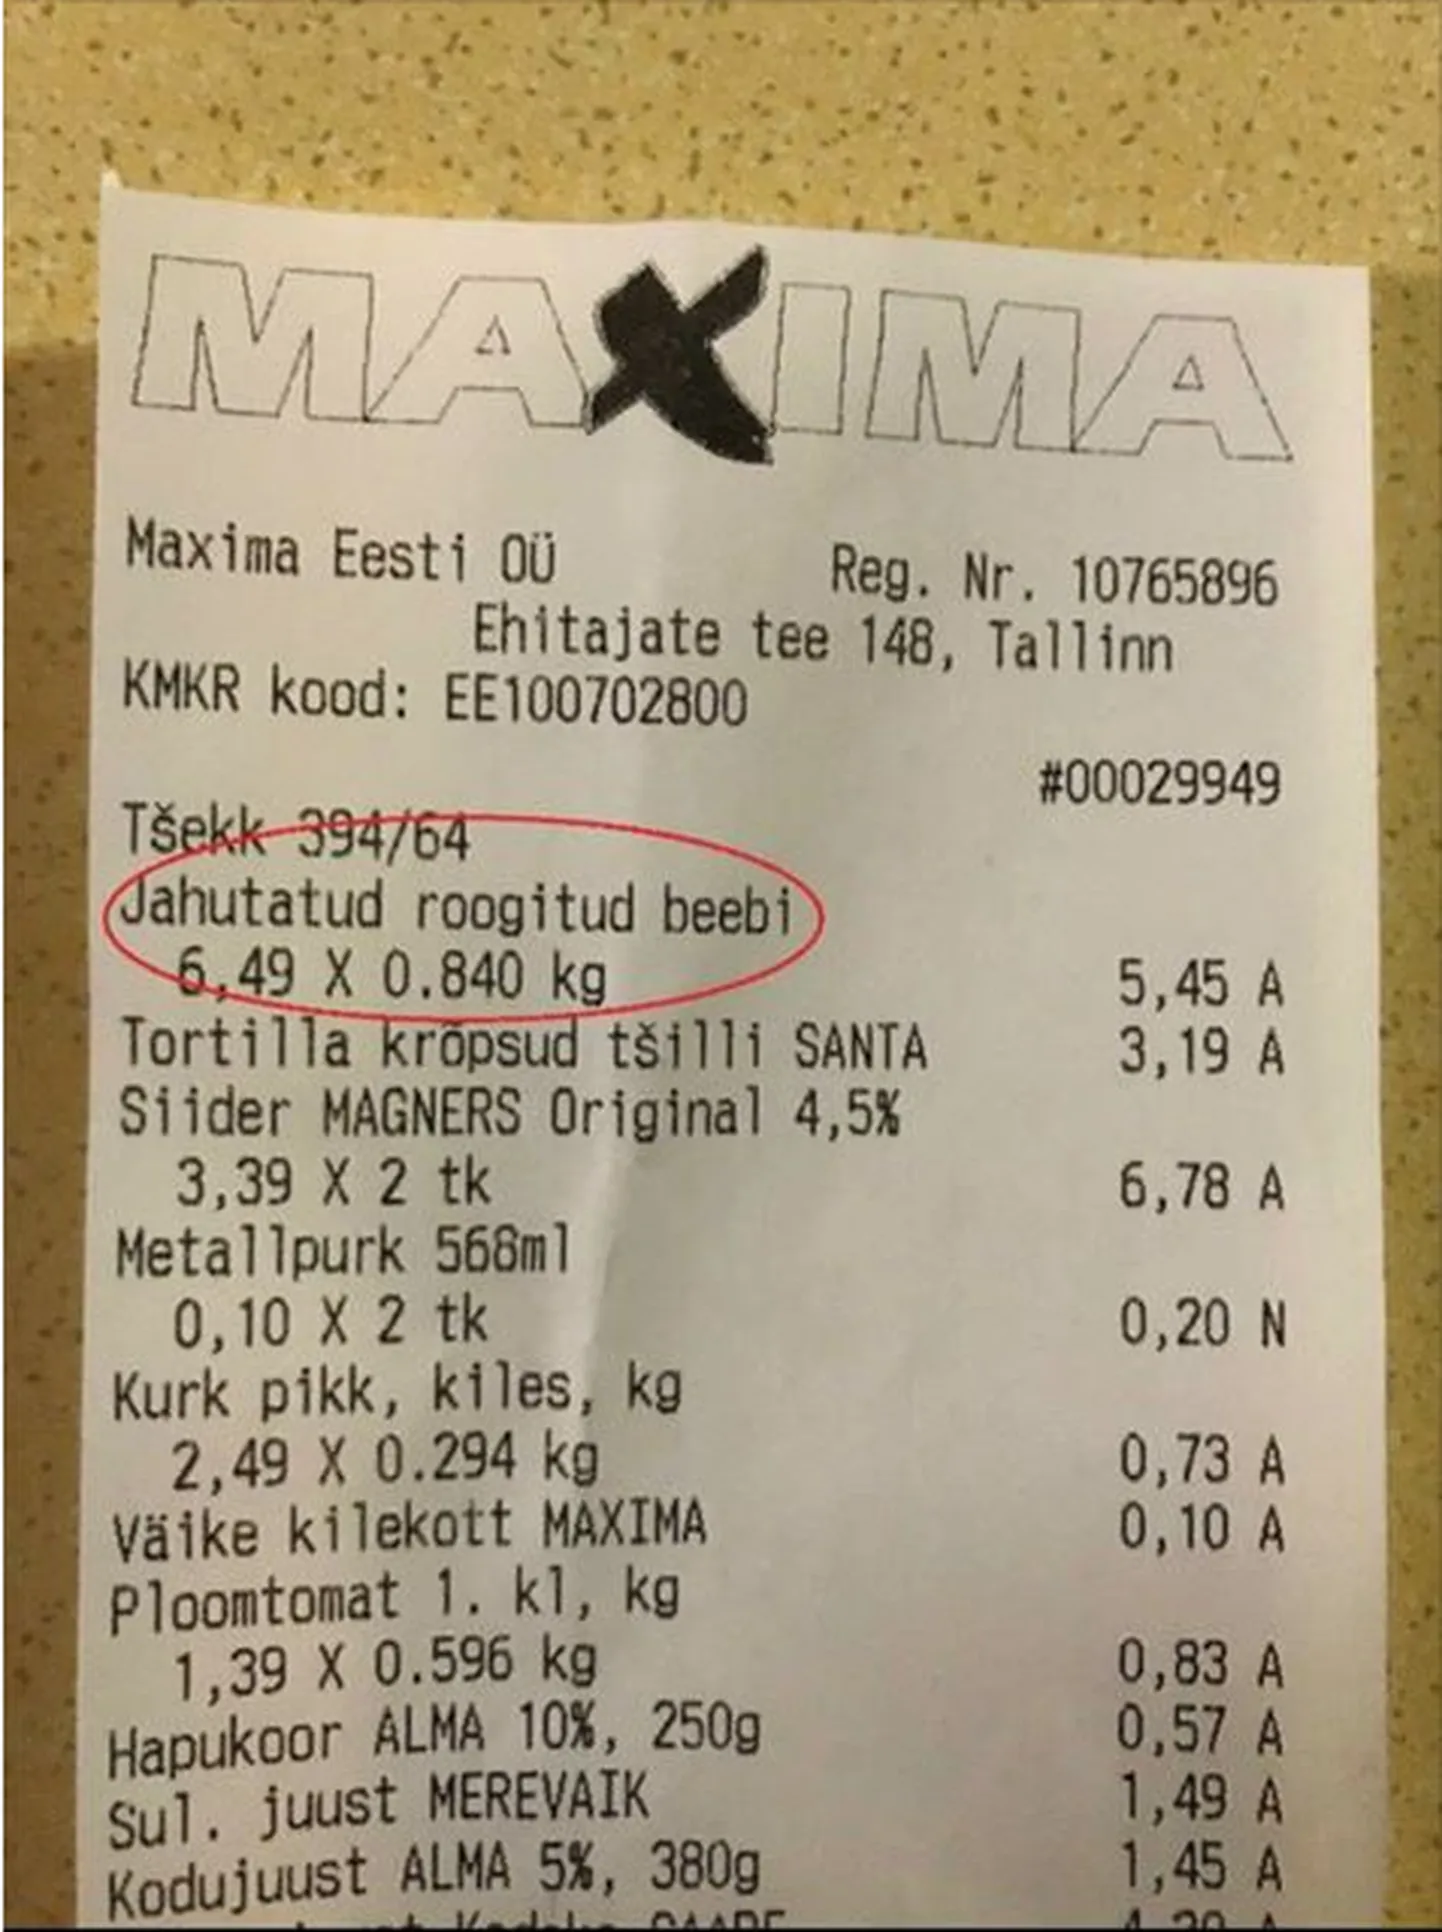 MAXIMA
Maxima Eesti OÜ Reg. Nr. 10765896
Ehitajate tee 148, Tallinn
KMKR kood: EE100702800
#00029949
Tšekk 394/64
Jahutatud roogitud beebi
6,49 X 0.840 kg 5,45 A
Tortilla krõpsud tšilli SANTA 3,19 A
Siider MAGNERS Original 4,5%
3,39 X 2 tk 6,78 A
Metallpurk 568ml
0,10 X 2 tk 0,20 N
Kurk pikk, kiles, kg
2,49 X 0.294 kg 0,73 A
Väike kilekott MAXIMA 0,10 A
Ploomtomat 1. kl, kg
1,39 X 0.596 kg 0,83 A
Hapukoor ALMA 10%, 250g 0,57 A
Sul. juust MEREVAIK 1,49 A
Kodujuust ALMA 5%, 380g 1,45 A